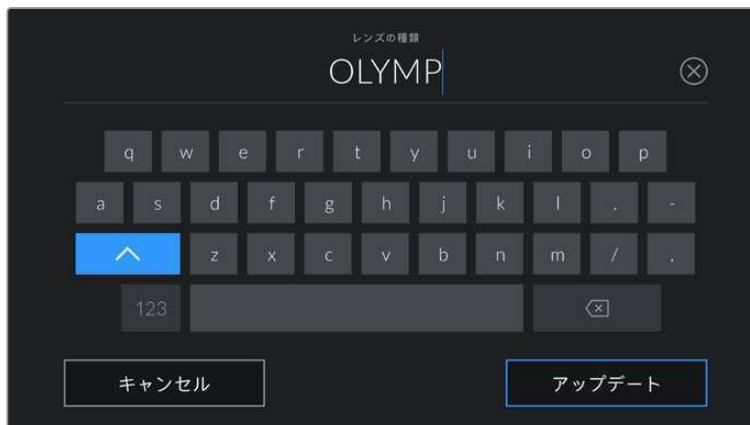 レンズの種類
OLYMP
q w e r t y u i o p
a s d f g h j k l . -
z x c v b n m / ,
123
キャンセル アップデート